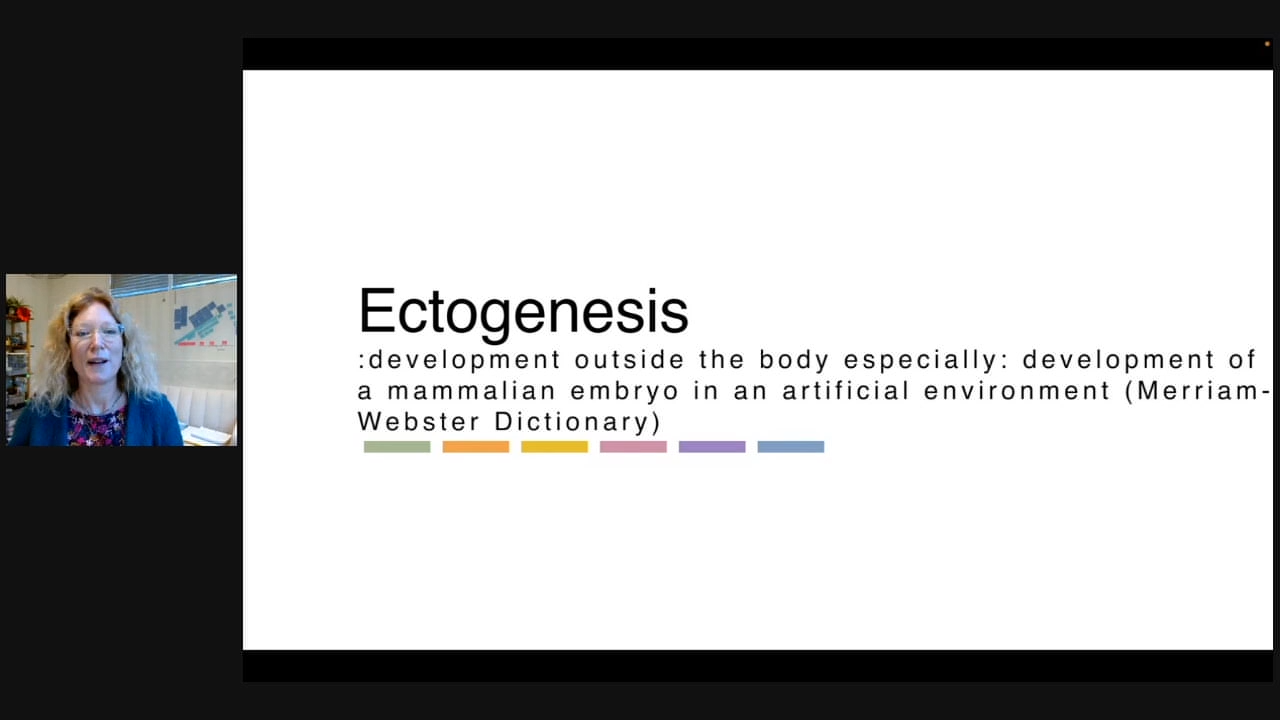 Ectogenesis
:development outside the body especially: development of
a mammalian embryo in an artificial environment (Merriam-
Webster Dictionary)